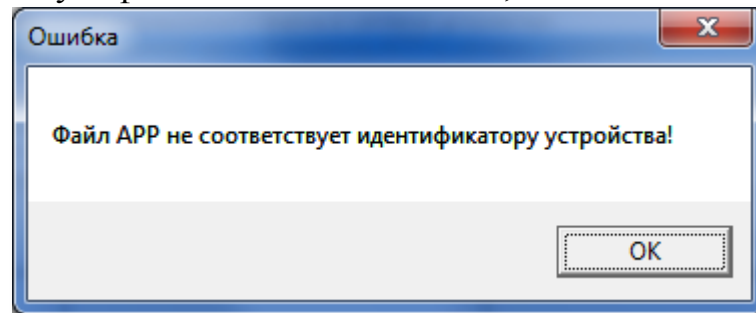 Ошибка
Файл APP не соответствует идентификатору устройства!
OK